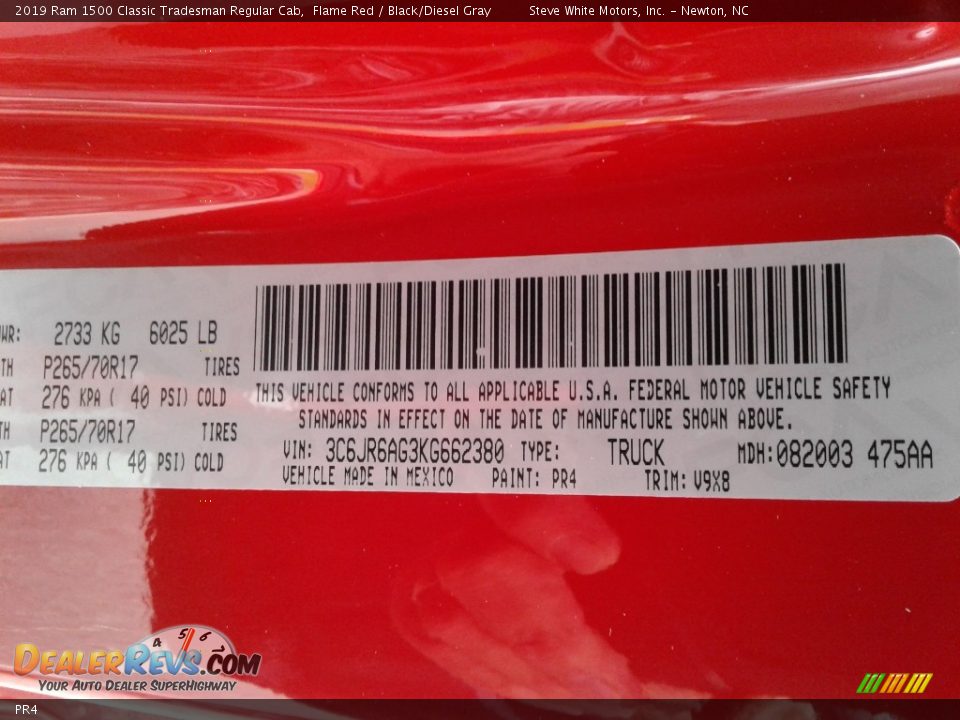 2019 Ram 1500 Classic Tradesman Regular Cab,  Flame Red / Black/Diesel Gray          Steve White Motors, Inc. - Newton, NC
WR: 2733 KG 6025 LB
TH P265/70R17 TIRES
AT 276 KPA ( 40 PSI) COLD
TH P265/70R17 TIRES
AT 276 KPA ( 40 PSI) COLD
THIS VEHICLE CONFORMS TO ALL APPLICABLE U.S.A. FEDERAL MOTOR VEHICLE SAFETY
STANDARDS IN EFFECT ON THE DATE OF MANUFACTURE SHOWN ABOVE.
VIN: 3C6JR6AG3KG662380 TYPE: TRUCK MDH:082003 475AA
VEHICLE MADE IN MEXICO PAINT: PR4 TRIM: V9X8
4 5 6
DealerRevs.com
Your Auto Dealer SuperHighway
PR4